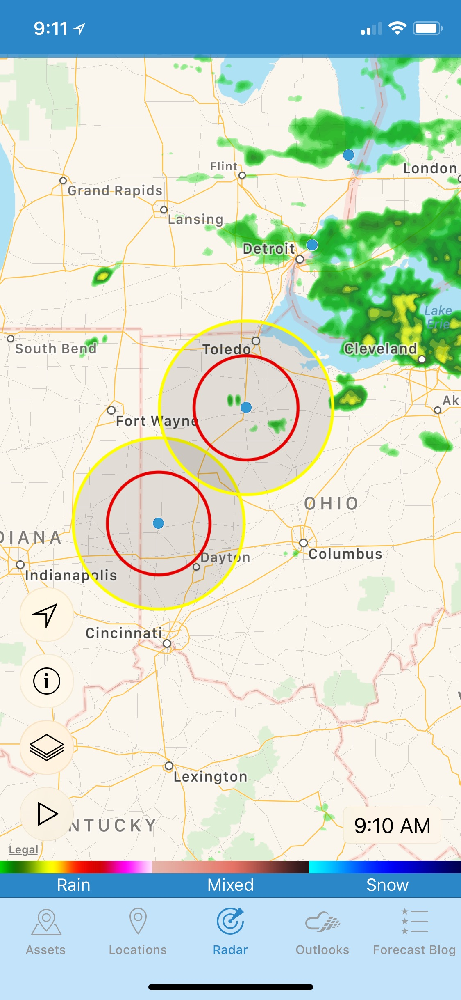 9:11
Flint
London
Grand Rapids
Lansing
Detroit
Lake
Erie
South Bend
Toledo
Cleveland
Ak
Fort Wayne
OHIO
DIANA
Columbus
Dayton
Indianapolis
Cincinnati
Lexington
NTUCKY
9:10 AM
Legal
Rain Mixed Snow
Assets Locations Radar Outlooks Forecast Blog